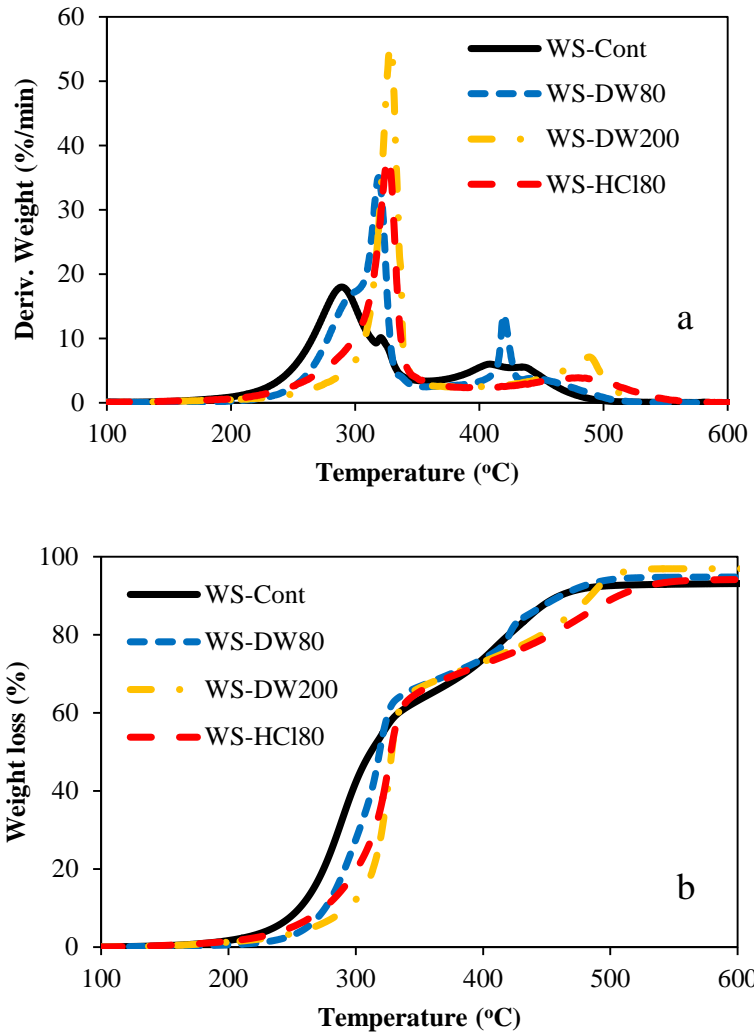 60
50
40
30
20
10
0
Deriv. Weight (%/min)
WS-Cont
WS-DW80
WS-DW200
WS-HCl80
a
100 200 300 400 500 600
Temperature (ºC)
100
80
60
40
20
0
Weight loss (%)
WS-Cont
WS-DW80
WS-DW200
WS-HCl80
b
100 200 300 400 500 600
Temperature (ºC)